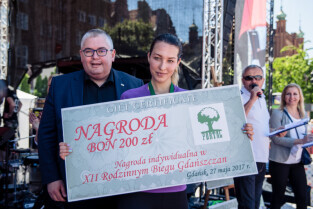 NAGRODA
BON 200 ZŁ
Nagroda indywidualna w
XII Rodzinnym Biegu Gdańszczan
Gdańsk, 27 maja 2017 r.